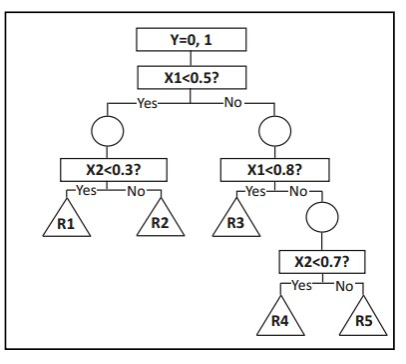 Y=0, 1
X1<0.5?
Yes No
X2<0.3? X1<0.8?
Yes No Yes No
R1 R2 R3
X2<0.7?
Yes No
R4 R5